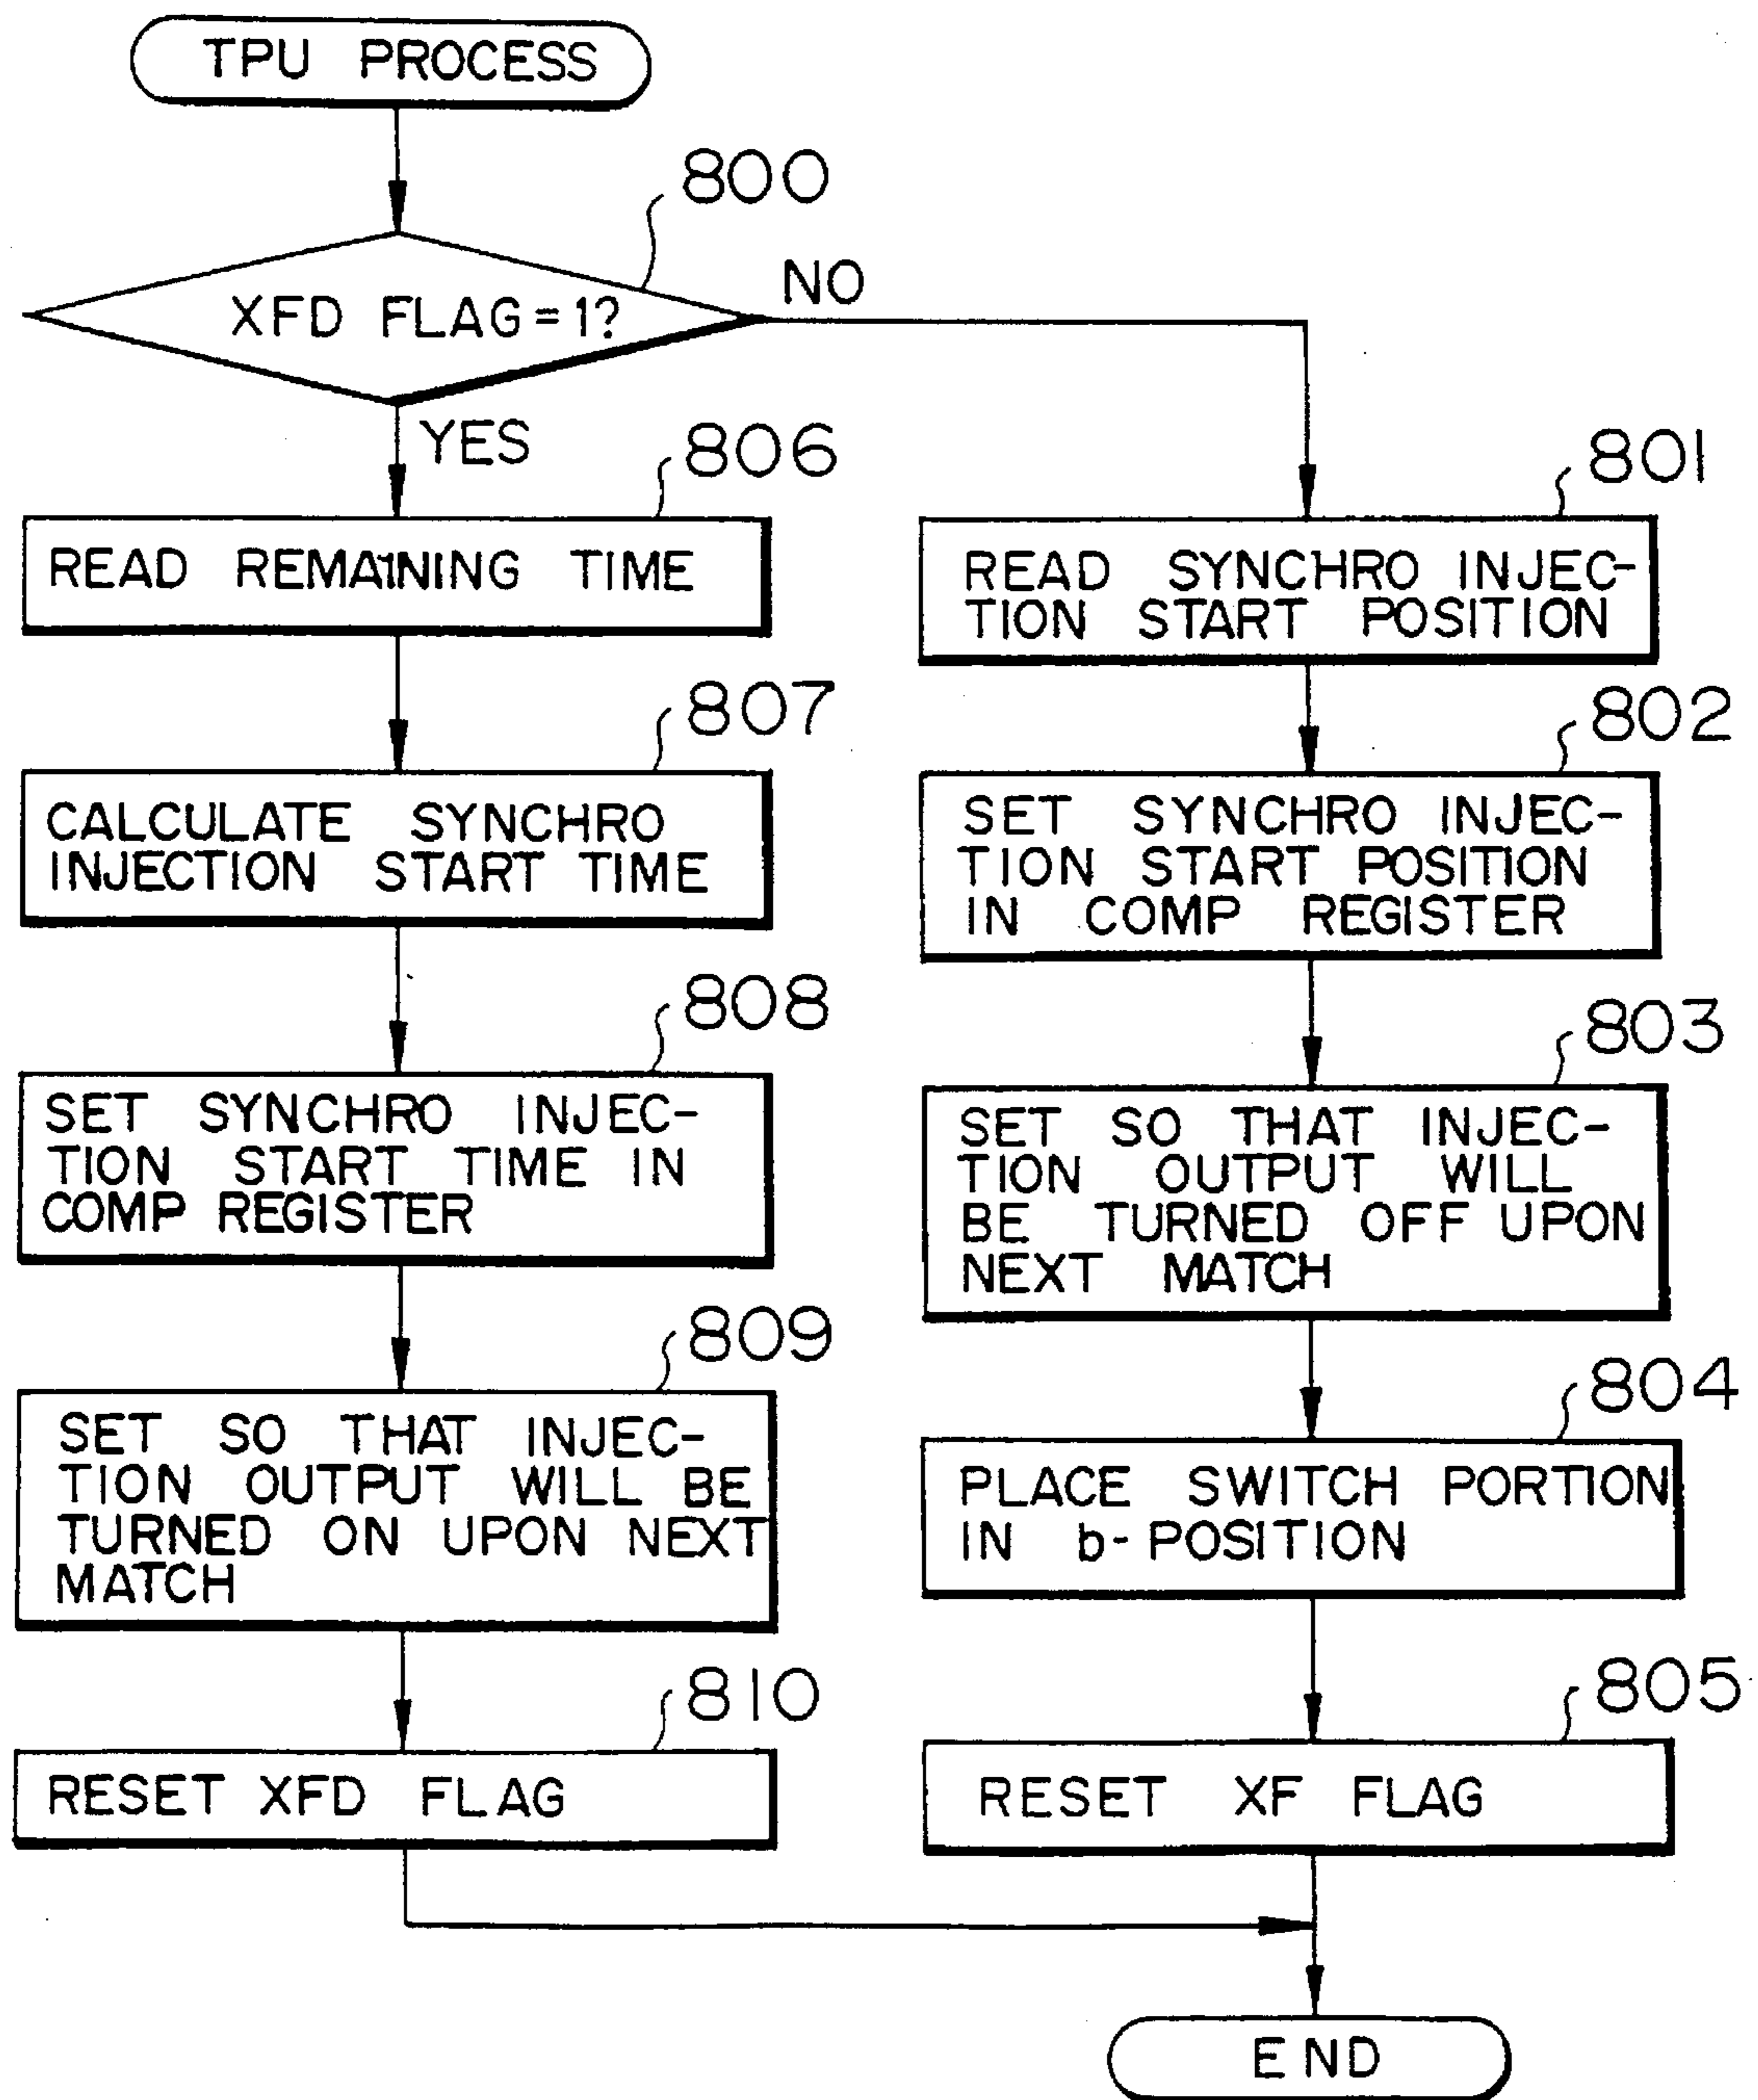 TPU PROCESS
800
XFD FLAG=1?
NO
YES
806
READ REMAINING TIME
807
CALCULATE SYNCHRO
INJECTION START TIME
808
SET SYNCHRO INJEC-
TION START TIME IN
COMP REGISTER
809
SET SO THAT INJEC-
TION OUTPUT WILL BE
TURNED ON UPON NEXT
MATCH
810
RESET XFD FLAG
801
READ SYNCHRO INJEC-
TION START POSITION
802
SET SYNCHRO INJEC-
TION START POSITION
IN COMP REGISTER
803
SET SO THAT INJEC-
TION OUTPUT WILL
BE TURNED OFF UPON
NEXT MATCH
804
PLACE SWITCH PORTION
IN b-POSITION
805
RESET XF FLAG
END